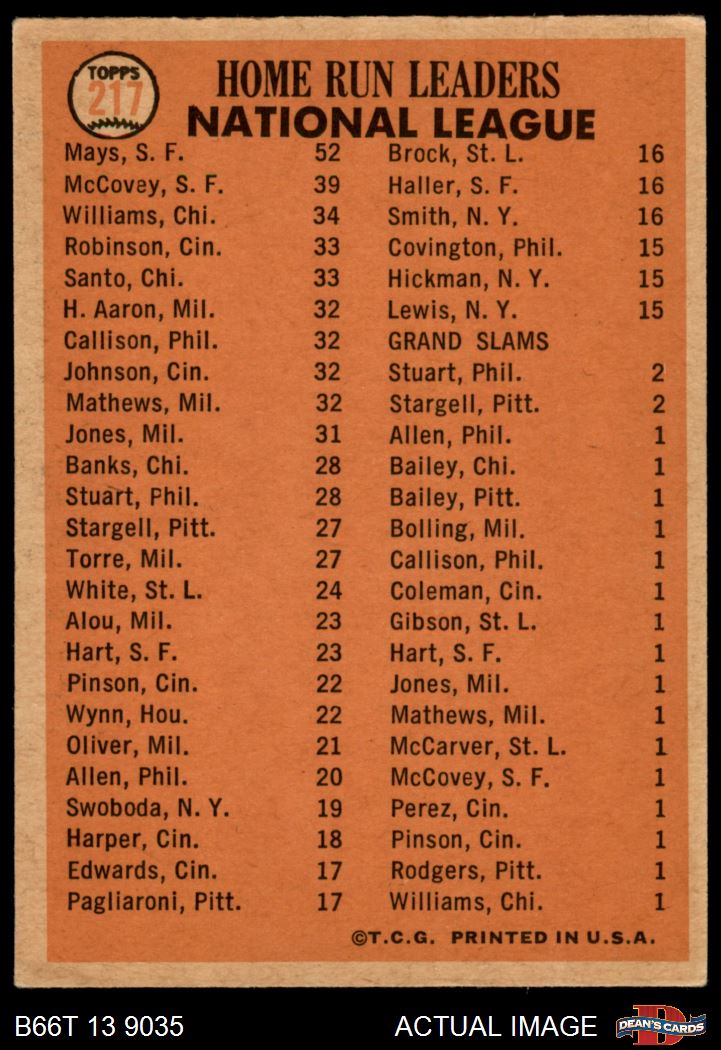 TOPPS
217
HOME RUN LEADERS
NATIONAL LEAGUE
Mays, S. F. 52
McCovey, S. F. 39
Williams, Chi. 34
Robinson, Cin. 33
Santo, Chi. 33
H. Aaron, Mil. 32
Callison, Phil. 32
Johnson, Cin. 32
Mathews, Mil. 32
Jones, Mil. 31
Banks, Chi. 28
Stuart, Phil. 28
Stargell, Pitt. 27
Torre, Mil. 27
White, St. L. 24
Alou, Mil. 23
Hart, S. F. 23
Pinson, Cin. 22
Wynn, Hou. 22
Oliver, Mil. 21
Allen, Phil. 20
Swoboda, N. Y. 19
Harper, Cin. 18
Edwards, Cin. 17
Pagliaroni, Pitt. 17
Brock, St. L. 16
Haller, S. F. 16
Smith, N. Y. 16
Covington, Phil. 15
Hickman, N. Y. 15
Lewis, N. Y. 15
GRAND SLAMS
Stuart, Phil. 2
Stargell, Pitt. 2
Allen, Phil. 1
Bailey, Chi. 1
Bailey, Pitt. 1
Bolling, Mil. 1
Callison, Phil. 1
Coleman, Cin. 1
Gibson, St. L. 1
Hart, S. F. 1
Jones, Mil. 1
Mathews, Mil. 1
McCarver, St. L. 1
McCovey, S. F. 1
Perez, Cin. 1
Pinson, Cin. 1
Rodgers, Pitt. 1
Williams, Chi. 1
©T.C.G. PRINTED IN U.S.A.
B66T 13 9035
ACTUAL IMAGE
D
DEAN'S CARDS